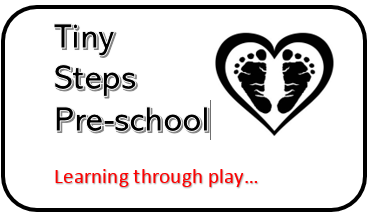 Tiny
Steps
Pre-school
Learning through play...